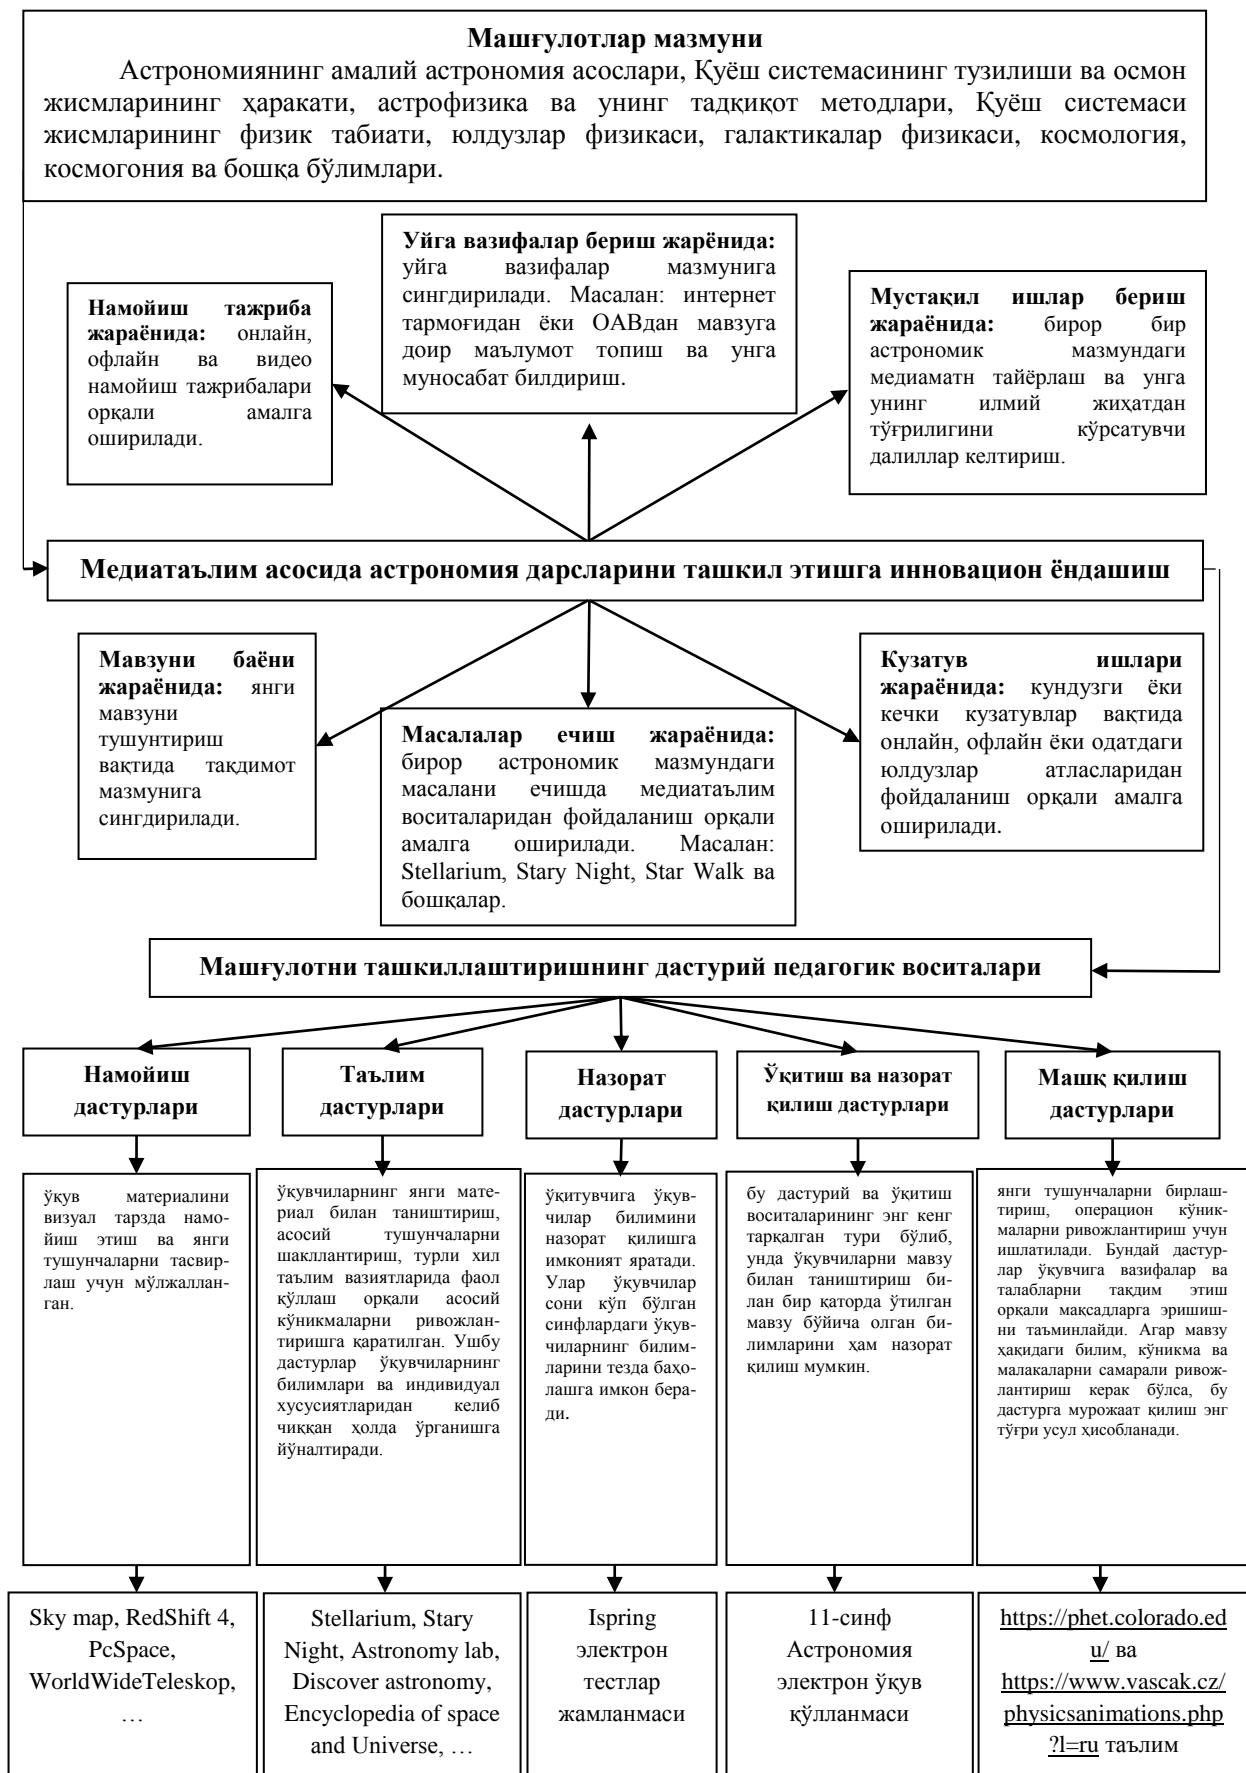 Машғулотлар мазмуни
Астрономиянинг амалий астрономия асослари, Қуёш системасининг тузилиши ва осмон
жисмларининг ҳаракати, астрофизика ва унинг тадқиқот методлари, Қуёш системаси
жисмларининг физик табиати, юлдузлар физикаси, галактикалар физикаси, космология,
космогония ва бошқа бўлимлари.
Намойиш тажриба
жараёнида: онлайн,
офлайн ва видео
намойиш тажрибалари
орқали амалга
оширилади.
Уйга вазифалар бериш жарёнида:
уйга вазифалар мазмунига
сингдирилади. Масалан: интернет
тармоғидан ёки ОАВдан мавзуга
доир маълумот топиш ва унга
муносабат билдириш.
Мустақил ишлар бериш
жараёнида: бирор бир
астрономик мазмундаги
медиаматн тайёрлаш ва унга
унинг илмий жиҳатдан
тўғрилигини кўрсатувчи
далиллар келтириш.
Медиатаълим асосида астрономия дарсларини ташкил этишга инновацион ёндашиш
Мавзуни баёни
жараёнида: янги
мавзуни
тушунтириш
вақтида тақдимот
мазмунига
сингдирилади.
Масалалар ечиш жараёнида:
бирор астрономик мазмундаги
масалани ечишда медиатаълим
воситаларидан фойдаланиш орқали
амалга оширилади. Масалан:
Stellarium, Stary Night, Star Walk ва
бошқалар.
Кузатув ишлари
жараёнида: кундузги ёки
кечки кузатувлар вақтида
онлайн, офлайн ёки одатдаги
юлдузлар атласларидан
фойдаланиш орқали амалга
оширилади.
Машғулотни ташкиллаштиришнинг дастурий педагогик воситалари
Намойиш
дастурлари
Таълим
дастурлари
Назорат
дастурлари
Ўқитиш ва назорат
қилиш дастурлари
Машқ қилиш
дастурлари
ўқув материалини
визуал тарзда намо-
йиш этиш ва янги
тушунчаларни тасвир-
лаш учун мўлжаллан-
ган.
ўқувчиларнинг янги мате-
риал билан таништириш,
асосий тушунчаларни
шакллантириш, турли хил
таълим вазиятларида фаол
қўллаш орқали асосий
кўникмаларни ривожлан-
тиришга қаратилган. Ушбу
дастурлар ўқувчиларнинг
билимлари ва индивидуал
хусусиятларидан келиб
чиққан ҳолда ўрганишга
йўналтиради.
ўқитувчига ўқув-
чилар билимини
назорат қилишга
имконият яратади.
Улар ўқувчилар
сони кўп бўлган
синфлардаги ўқув-
чиларнинг билим-
ларини тезда баҳо-
лашга имкон бера-
ди.
бу дастурий ва ўқитиш
воситаларининг энг кенг
тарқалган тури бўлиб,
унда ўқувчиларни мавзу
билан таништириш би-
лан бир қаторда ўтилган
мавзу бўйича олган би-
лимларини ҳам назорат
қилиш мумкин.
янги тушунчаларни бирлаш-
тириш, операцион кўник-
маларни ривожлантириш учун
ишлатилади. Бундай дастур-
лар ўқувчига вазифалар ва
талабларни тақдим этиш
орқали мақсадларга эришиш-
ни таъминлайди. Агар мавзу
ҳақидаги билим, кўникма ва
малакаларни самарали ривож-
лантириш керак бўлса, бу
дастурга мурожаат қилиш энг
тўғри усул ҳисобланади.
Sky map, RedShift 4,
PcSpace,
WorldWideTeleskop,
…
Stellarium, Stary
Night, Astronomy lab,
Discover astronomy,
Encyclopedia of space
and Universe, …
Ispring
электрон
тестлар
жамланмаси
11-синф
Астрономия
электрон ўқув
қўлланмаси
https://phet.colorado.ed
u/ ва
https://www.vascak.cz/
physicsanimations.php
?l=ru таълим